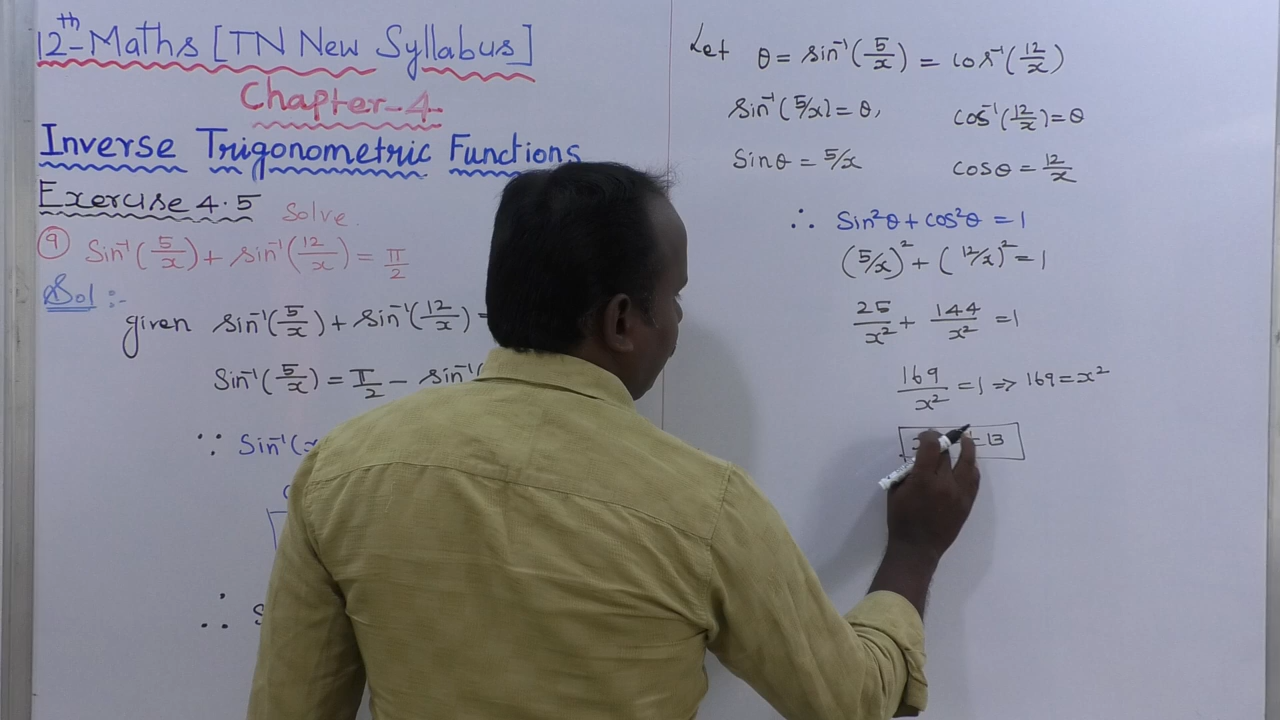 12th-Maths [TN New Syllabus]
Chapter-4
Inverse Trigonometric Functions
Exercise 4.5 Solve.
⑨ Sin⁻¹(5/x) + sin⁻¹(12/x) = π/2
Sol :-
given sin⁻¹(5/x) + sin⁻¹(12/x) =
Sin⁻¹(5/x) = π/2 - sin⁻¹
∵ Sin⁻¹(x
∴ S
Let θ = sin⁻¹(5/x) = cos⁻¹(12/x)
sin⁻¹(5/x) = θ, cos⁻¹(12/x) = θ
Sinθ = 5/x cosθ = 12/x
∴ Sin²θ + cos²θ = 1
(5/x)² + (12/x)² = 1
25/x² + 144/x² = 1
169/x² = 1 ⇒ 169 = x²
13